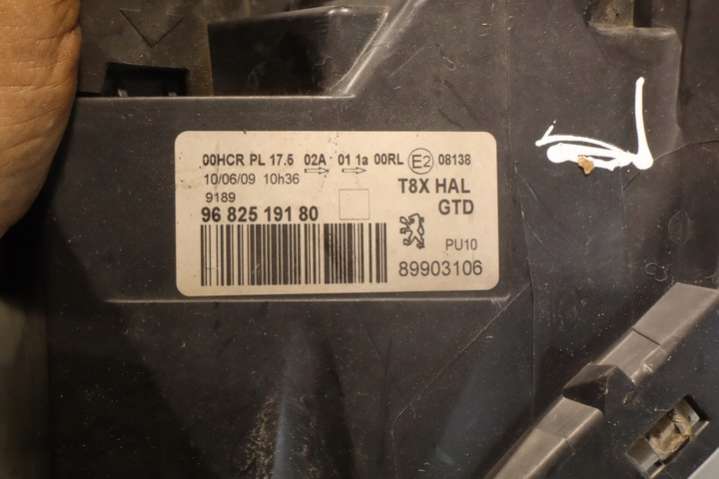 00HCR PL 17.5 02A 01 1a 00RL E2 08138
10/06/09 10h36
9189
96 825 191 80
T8X HAL
GTD
PU10
89903106